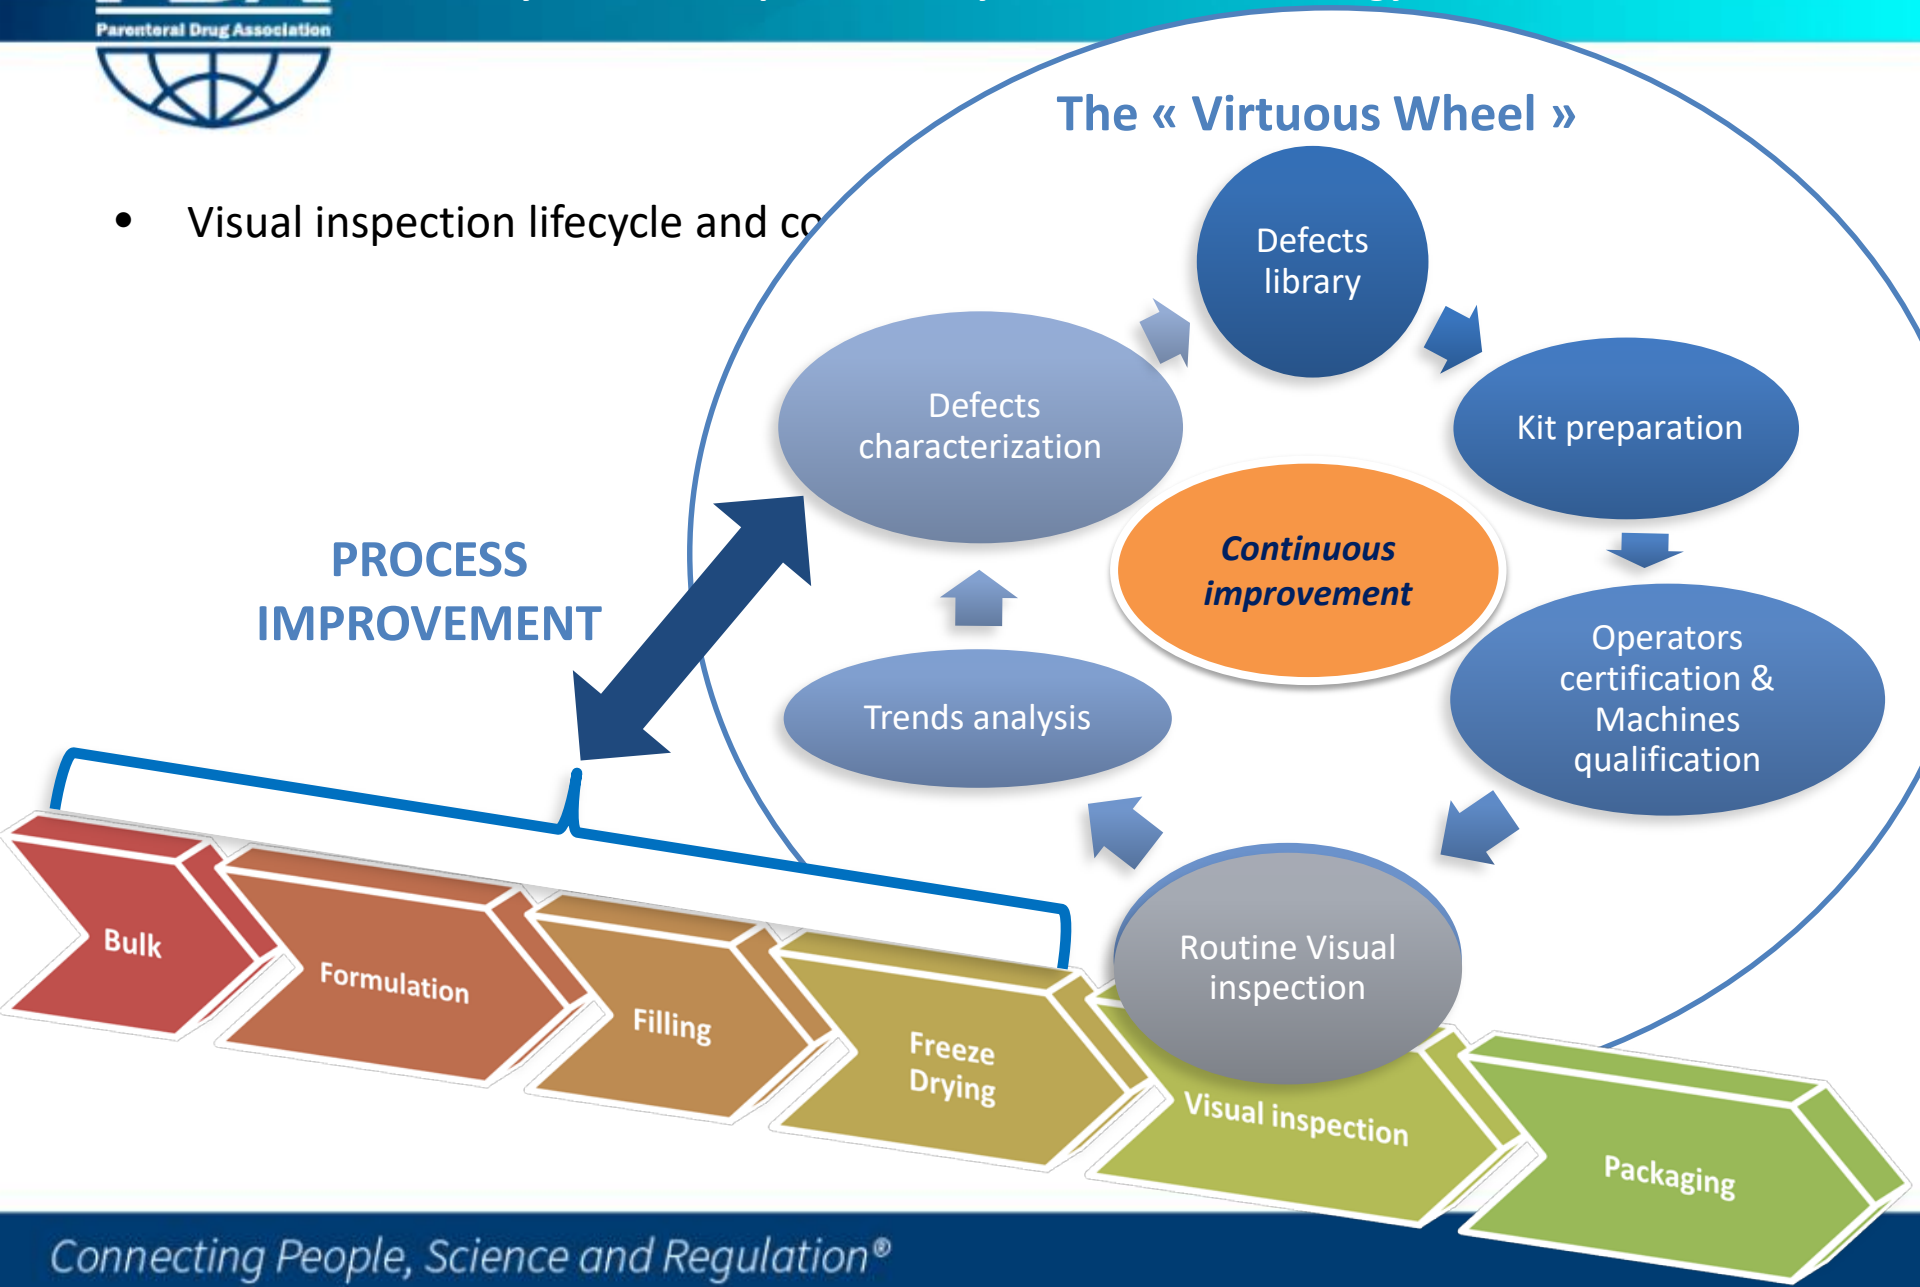 Parenteral Drug Association
The « Virtuous Wheel »
• Visual inspection lifecycle and co
Defects
library
Defects
characterization
Kit preparation
Continuous
improvement
PROCESS
IMPROVEMENT
Operators
certification &
Machines
qualification
Trends analysis
Routine Visual
inspection
Bulk
Formulation
Filling
Freeze
Drying
Visual inspection
Packaging
Connecting People, Science and Regulation®